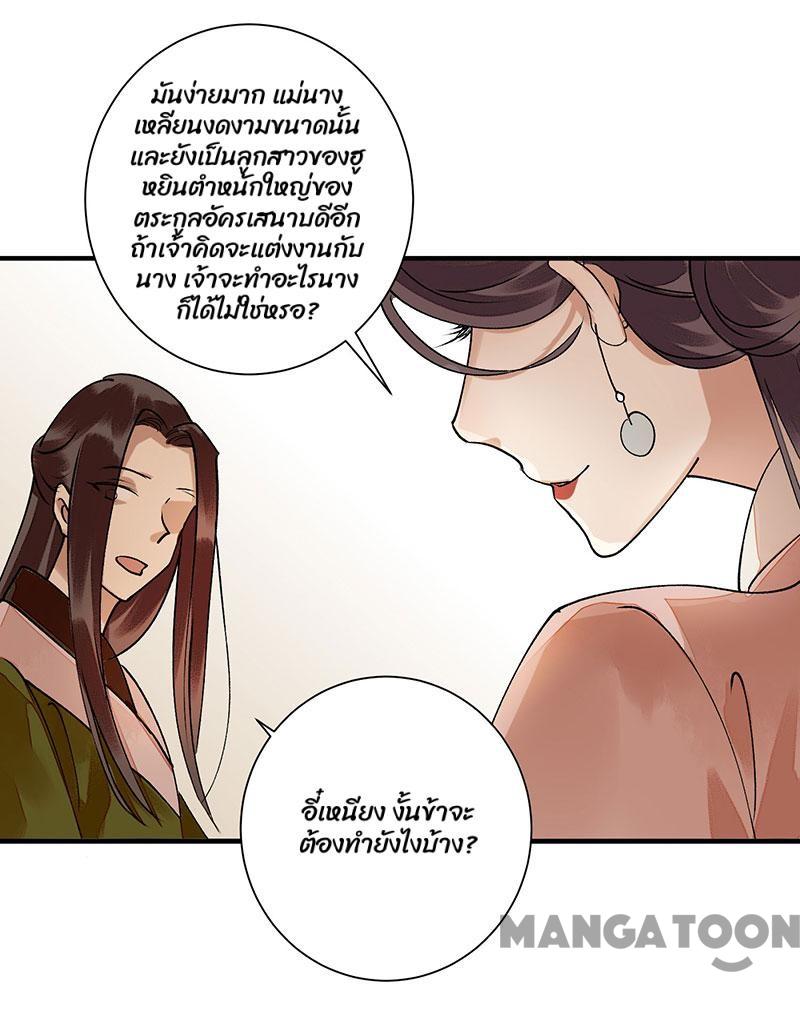 มันง่ายมาก แม่นาง
เหลียนงดงามขนาดนั้น
และยังเป็นลูกสาวของฮู
หยินตำหนักใหญ่ของ
ตระกูลอัครเสนาบดีอีก
ถ้าเจ้าคิดจะแต่งงานกับ
นาง เจ้าจะทำอะไรนาง
ก็ได้ไม่ใช่หรอ?
อี๋เหนียง งั้นข้าจะ
ต้องทำยังไงบ้าง?
MANGATOON